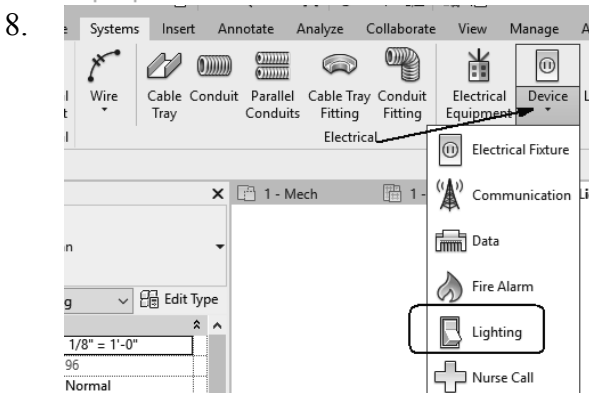 8.
Systems Insert Annotate Analyze Collaborate View Manage
Wire Cable Tray Conduit Parallel Conduits Cable Tray Fitting Conduit Fitting Electrical Equipment Device
Electrical
1 - Mech 1 -
Electrical Fixture
Communication
Data
Edit Type
Fire Alarm
1/8" = 1'-0"
Lighting
96
Normal
Nurse Call